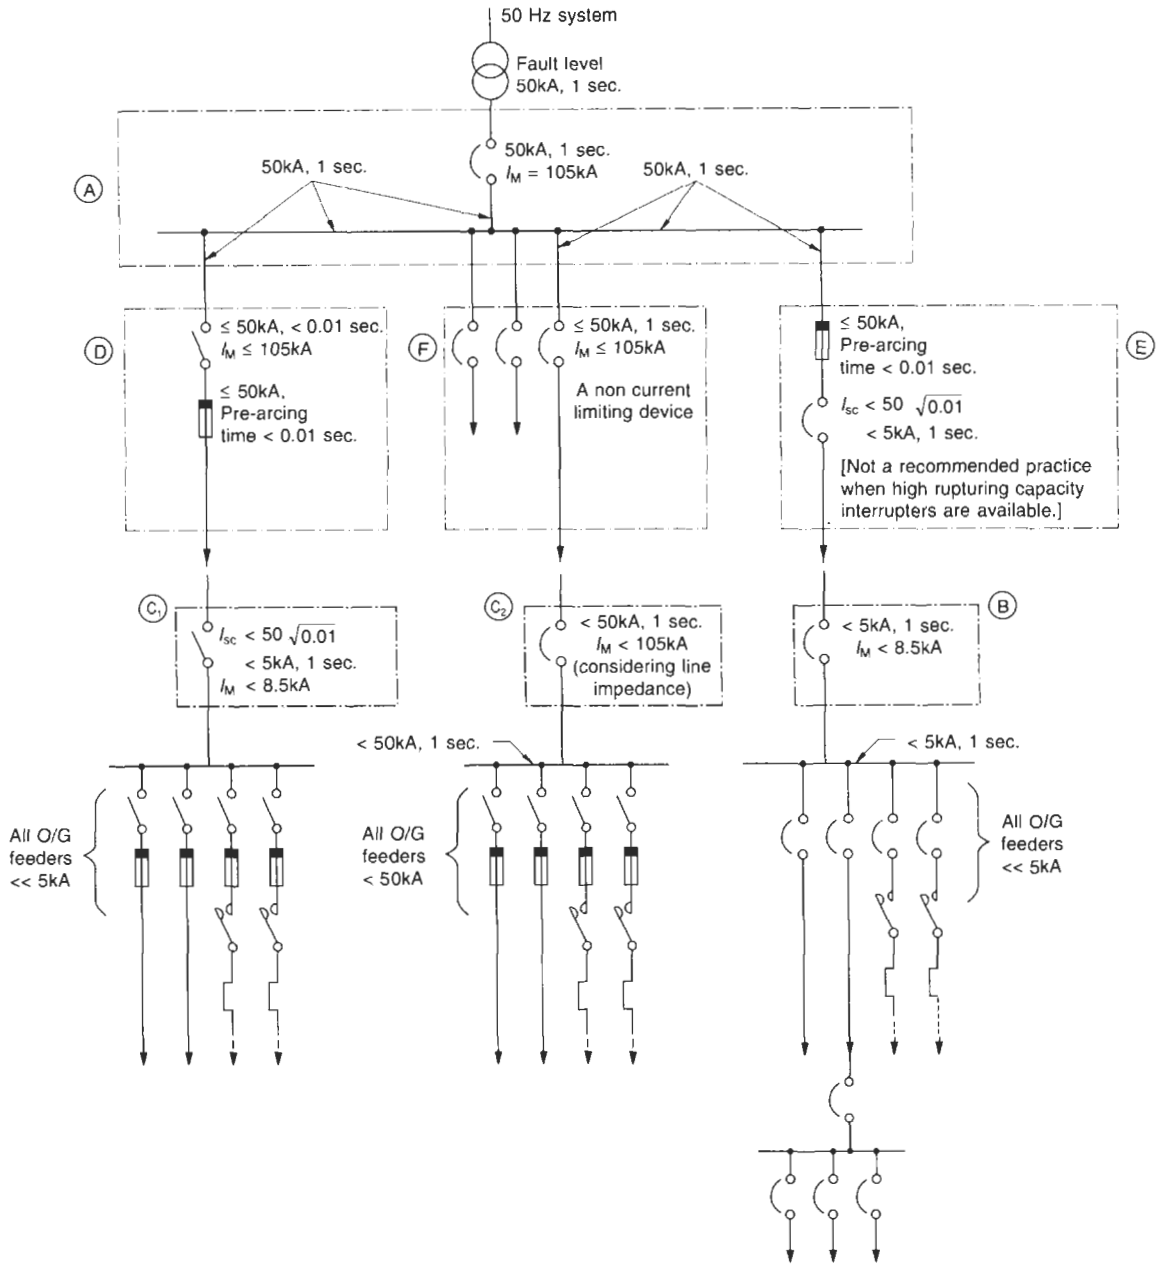 50 Hz system
Fault level
50kA, 1 sec.
50kA, 1 sec.
I_M = 105kA
50kA, 1 sec.
50kA, 1 sec.
A
D
≤ 50kA, < 0.01 sec.
I_M ≤ 105kA
≤ 50kA,
Pre-arcing
time < 0.01 sec.
F
≤ 50kA, 1 sec.
I_M ≤ 105kA
A non current
limiting device
E
≤ 50kA,
Pre-arcing
time < 0.01 sec.
I_sc < 50 √0.01
< 5kA, 1 sec.
[Not a recommended practice
when high rupturing capacity
interrupters are available.]
C₁
I_sc < 50 √0.01
< 5kA, 1 sec.
I_M < 8.5kA
C₂
< 50kA, 1 sec.
I_M < 105kA
(considering line
impedance)
B
< 5kA, 1 sec.
I_M < 8.5kA
< 50kA, 1 sec.
< 5kA, 1 sec.
All O/G
feeders
<< 5kA
All O/G
feeders
< 50kA
All O/G
feeders
<< 5kA